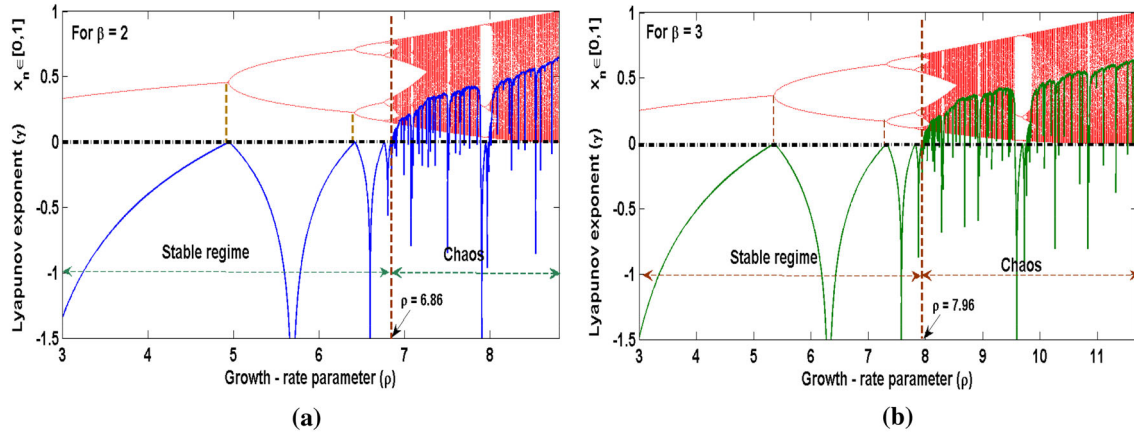 For β = 2
x_n ∈ [0,1]
Lyapunov exponent (γ)
1
0.5
0
-0.5
-1
-1.5
Stable regime
Chaos
ρ = 6.86
3 4 5 6 7 8
Growth - rate parameter (ρ)
(a)
For β = 3
x_n ∈ [0,1]
Lyapunov exponent (γ)
1
0.5
0
-0.5
-1
-1.5
Stable regime
Chaos
ρ = 7.96
3 4 5 6 7 8 9 10 11
Growth - rate parameter (ρ)
(b)